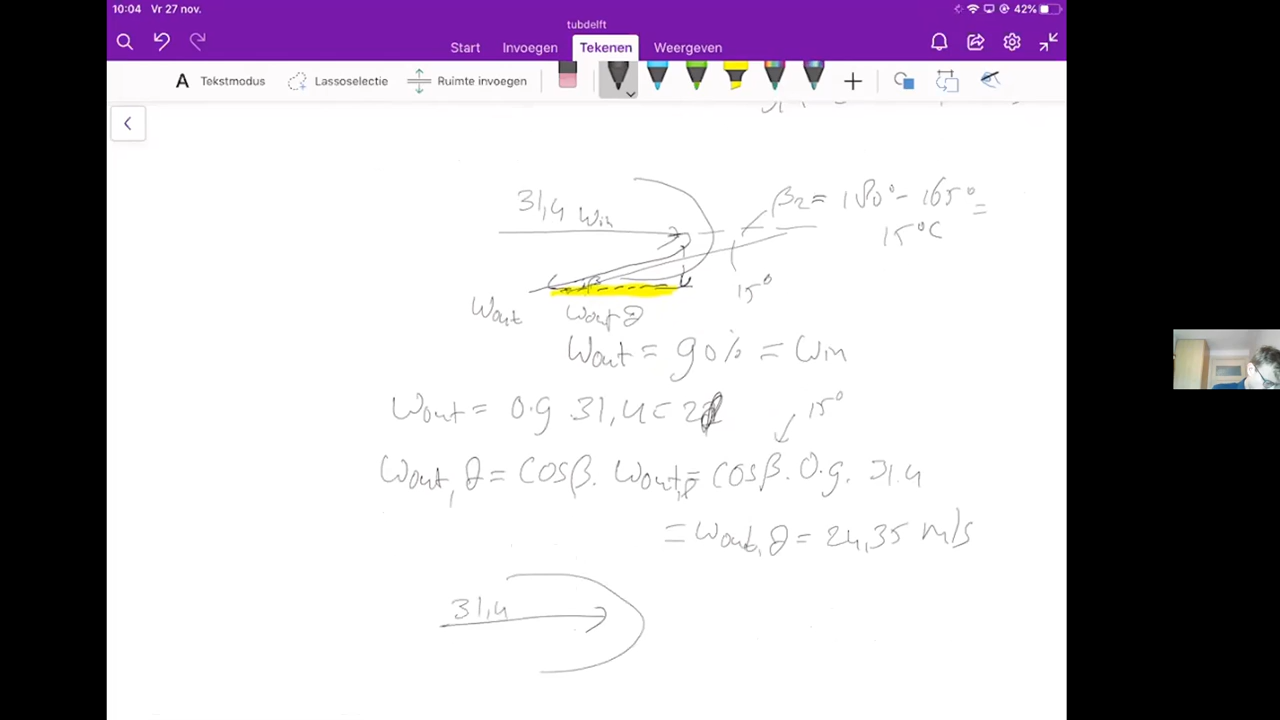 10:04 Vr 27 nov.
42%
tubdelft
Start Invoegen Tekenen Weergeven
A Tekstmodus Lassoselectie Ruimte invoegen
31,4 Win
β2 = 180° - 165° =
15°C
15°
Wout Wout ∂
Wout = 90% = Win
Wout = 0.9 . 31,4 = 2
15°
Wout, ∂ = cosβ. Wout, = cosβ. 0.9. 31.4
= Wout, ∂ = 24,35 m/s
31,4